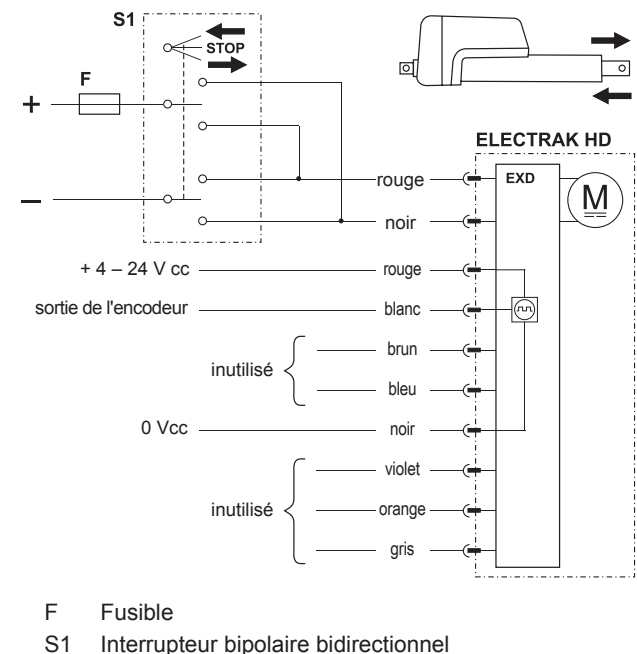 S1
STOP
F
+
–
ELECTRAK HD
EXD
M
rouge
noir
+ 4 – 24 V cc rouge
sortie de l'encodeur blanc
brun
inutilisé
bleu
0 Vcc noir
violet
inutilisé orange
gris
F Fusible
S1 Interrupteur bipolaire bidirectionnel